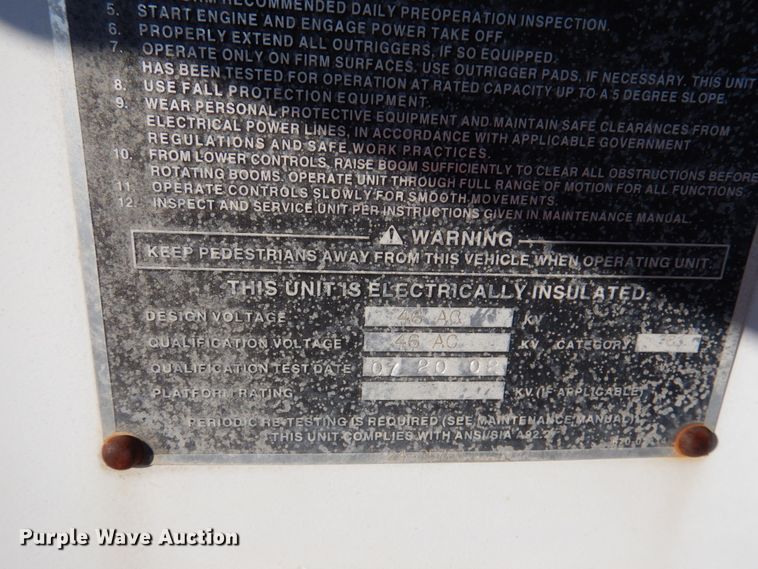 RECOMMENDED DAILY PREOPERATION INSPECTION.
5. START ENGINE AND ENGAGE POWER TAKE OFF.
6. PROPERLY EXTEND ALL OUTRIGGERS, IF SO EQUIPPED.
7. OPERATE ONLY ON FIRM SURFACES. USE OUTRIGGER PADS, IF NECESSARY. THIS UNIT
HAS BEEN TESTED FOR OPERATION AT RATED CAPACITY UP TO A 5 DEGREE SLOPE.
8. USE FALL PROTECTION EQUIPMENT.
9. WEAR PERSONAL PROTECTIVE EQUIPMENT AND MAINTAIN SAFE CLEARANCES FROM
ELECTRICAL POWER LINES, IN ACCORDANCE WITH APPLICABLE GOVERNMENT
REGULATIONS AND SAFE WORK PRACTICES.
10. FROM LOWER CONTROLS, RAISE BOOM SUFFICIENTLY TO CLEAR ALL OBSTRUCTIONS BEFORE
ROTATING BOOMS. OPERATE UNIT THROUGH FULL RANGE OF MOTION FOR ALL FUNCTIONS.
11. OPERATE CONTROLS SLOWLY FOR SMOOTH MOVEMENTS.
12. INSPECT AND SERVICE UNIT PER INSTRUCTIONS GIVEN IN MAINTENANCE MANUAL.
WARNING
KEEP PEDESTRIANS AWAY FROM THIS VEHICLE WHEN OPERATING UNIT.
THIS UNIT IS ELECTRICALLY INSULATED.
DESIGN VOLTAGE 46 AC KV
QUALIFICATION VOLTAGE 46 AC KV CATEGORY
QUALIFICATION TEST DATE 07 20 02
PLATFORM RATING KV (IF APPLICABLE)
PERIODIC RE-TESTING IS REQUIRED (SEE MAINTENANCE MANUAL)
THIS UNIT COMPLIES WITH ANSI/SIA A92.2
Purple Wave Auction